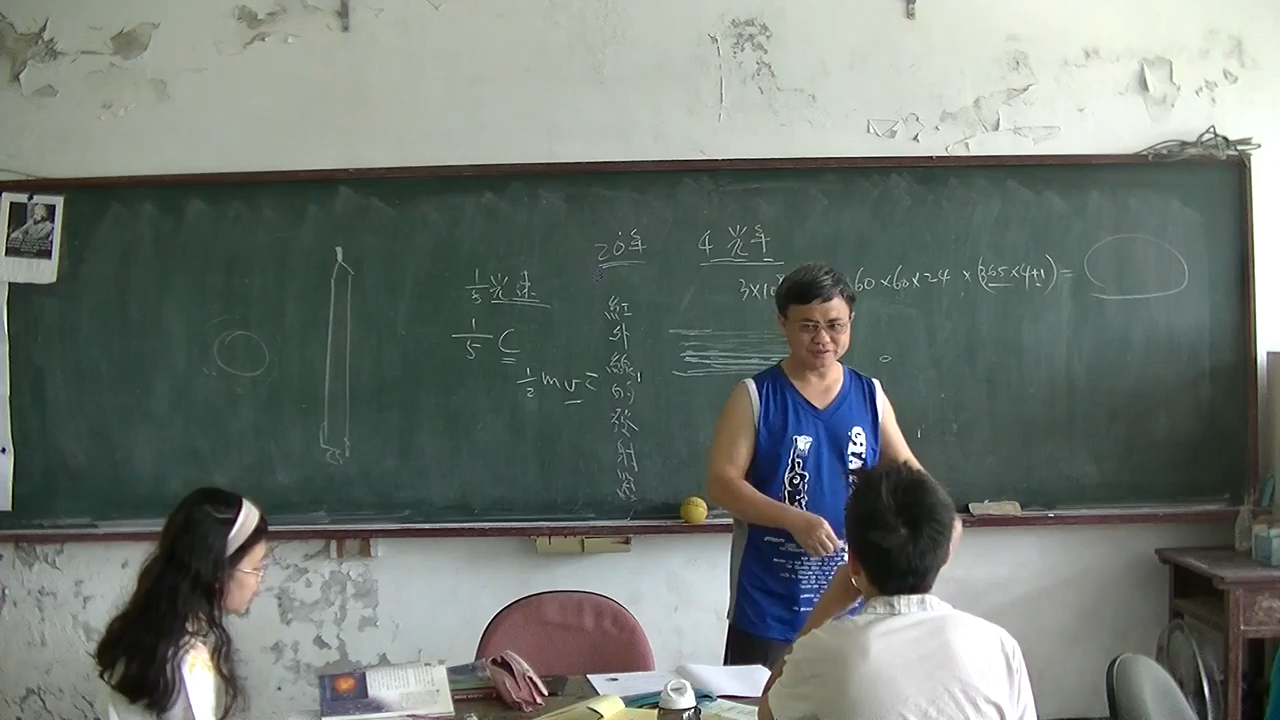 20年
4光年
1/5光速
3×10
60×60×24×(365×4+1)=
1/5 C
1/2 mv²
紅外線的發射